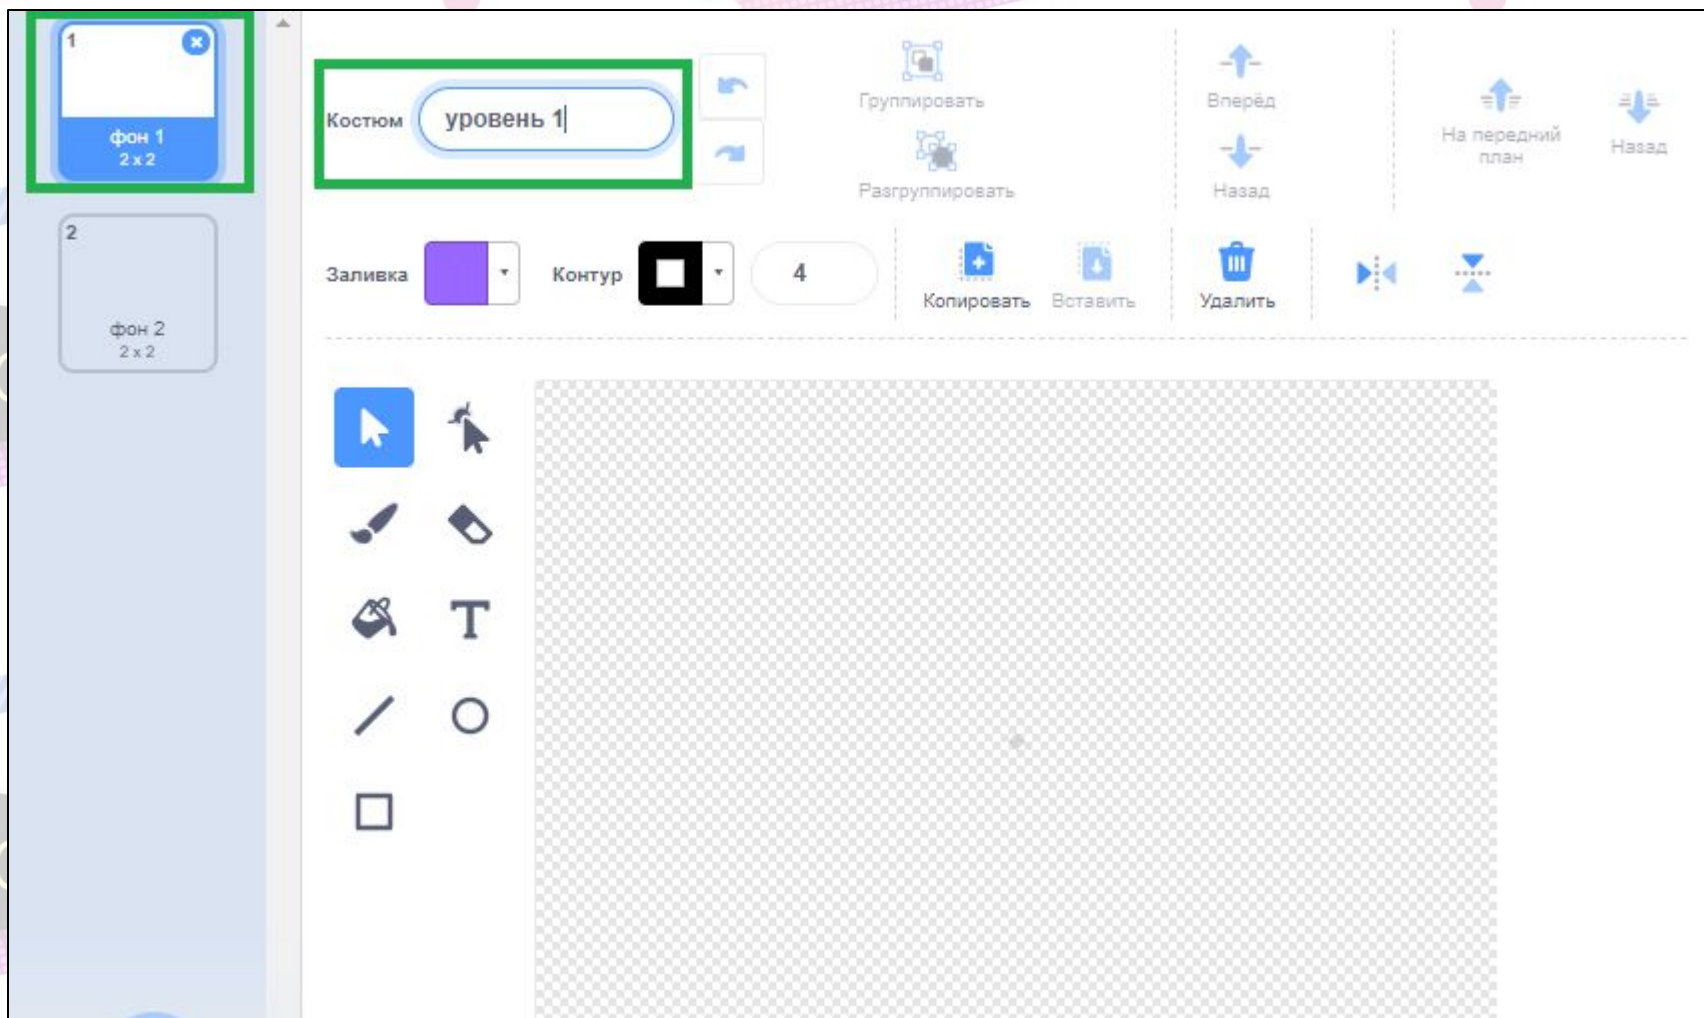 1
фон 1
2 x 2
2
фон 2
2 x 2
Костюм
уровень 1
Группировать
Разгруппировать
Вперёд
Назад
На передний
план
Назад
Заливка
Контур
4
Копировать
Вставить
Удалить
T